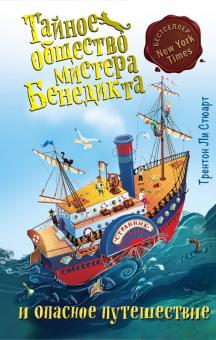 Тайное
общество
мистера
Бенедикта
БЕСТСЕЛЛЕР
New York
Times
Трентон Ли Стюарт
СТРАННИК
и опасное путешествие